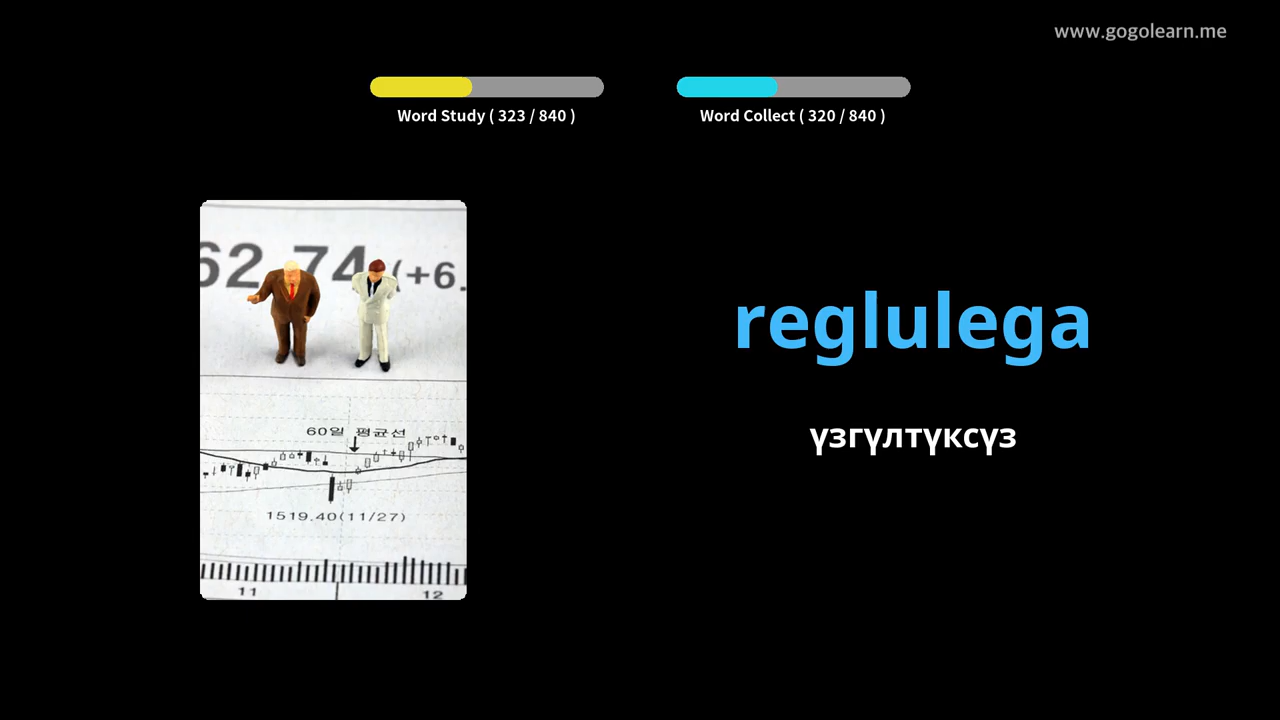 www.gogolearn.me
Word Study ( 323 / 840 )
Word Collect ( 320 / 840 )
62.74 (+6.
60일 평균선
1519.40(11/27)
11
12
reglulega
үзгүлтүксүз